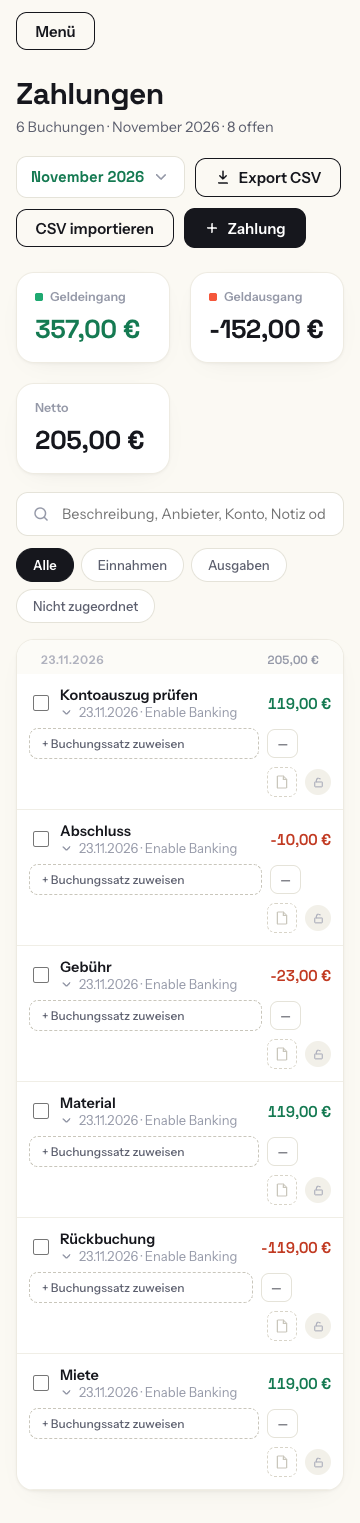 Menü
Zahlungen
6 Buchungen · November 2026 · 8 offen
November 2026
Export CSV
CSV importieren
+ Zahlung
Geldeingang
357,00 €
Geldausgang
-152,00 €
Netto
205,00 €
Beschreibung, Anbieter, Konto, Notiz od
Alle
Einnahmen
Ausgaben
Nicht zugeordnet
23.11.2026 205,00 €
Kontoauszug prüfen
119,00 €
23.11.2026 · Enable Banking
+ Buchungssatz zuweisen
–
Abschluss
-10,00 €
23.11.2026 · Enable Banking
+ Buchungssatz zuweisen
–
Gebühr
-23,00 €
23.11.2026 · Enable Banking
+ Buchungssatz zuweisen
–
Material
119,00 €
23.11.2026 · Enable Banking
+ Buchungssatz zuweisen
–
Rückbuchung
-119,00 €
23.11.2026 · Enable Banking
+ Buchungssatz zuweisen
–
Miete
119,00 €
23.11.2026 · Enable Banking
+ Buchungssatz zuweisen
–